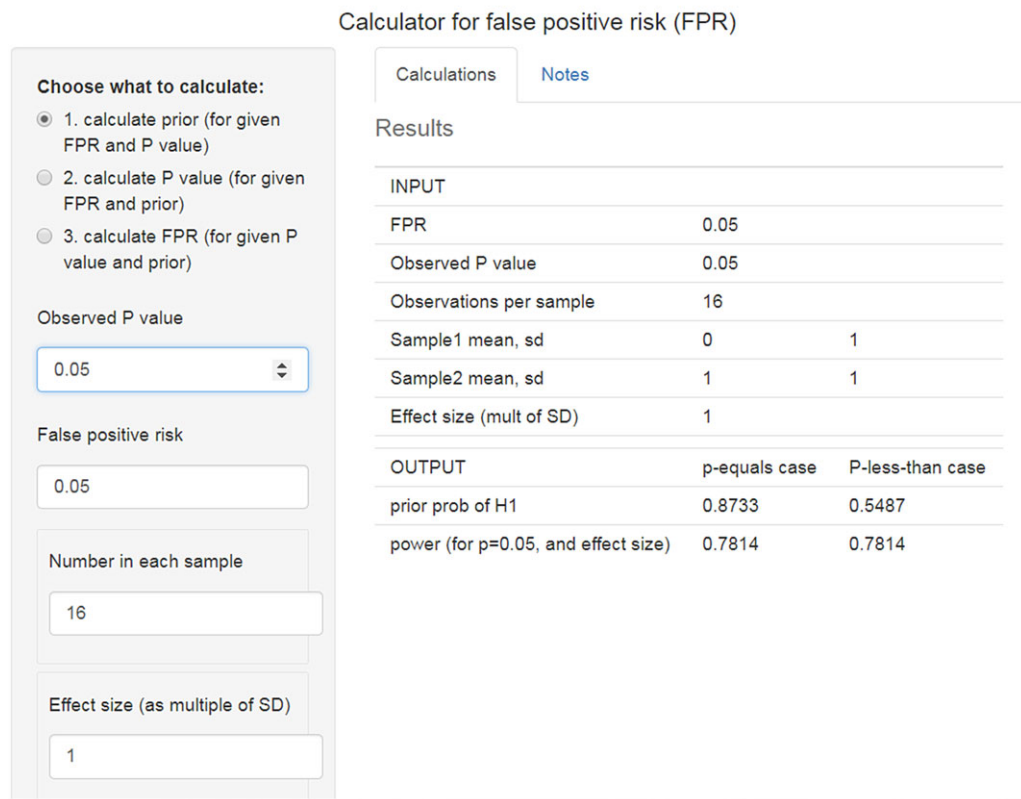 Calculator for false positive risk (FPR)
Choose what to calculate:
1. calculate prior (for given
FPR and P value)
2. calculate P value (for given
FPR and prior)
3. calculate FPR (for given P
value and prior)
Observed P value
0.05
False positive risk
0.05
Number in each sample
16
Effect size (as multiple of SD)
1
Calculations Notes
Results
INPUT
FPR 0.05
Observed P value 0.05
Observations per sample 16
Sample1 mean, sd 0 1
Sample2 mean, sd 1 1
Effect size (mult of SD) 1
OUTPUT p-equals case P-less-than case
prior prob of H1 0.8733 0.5487
power (for p=0.05, and effect size) 0.7814 0.7814